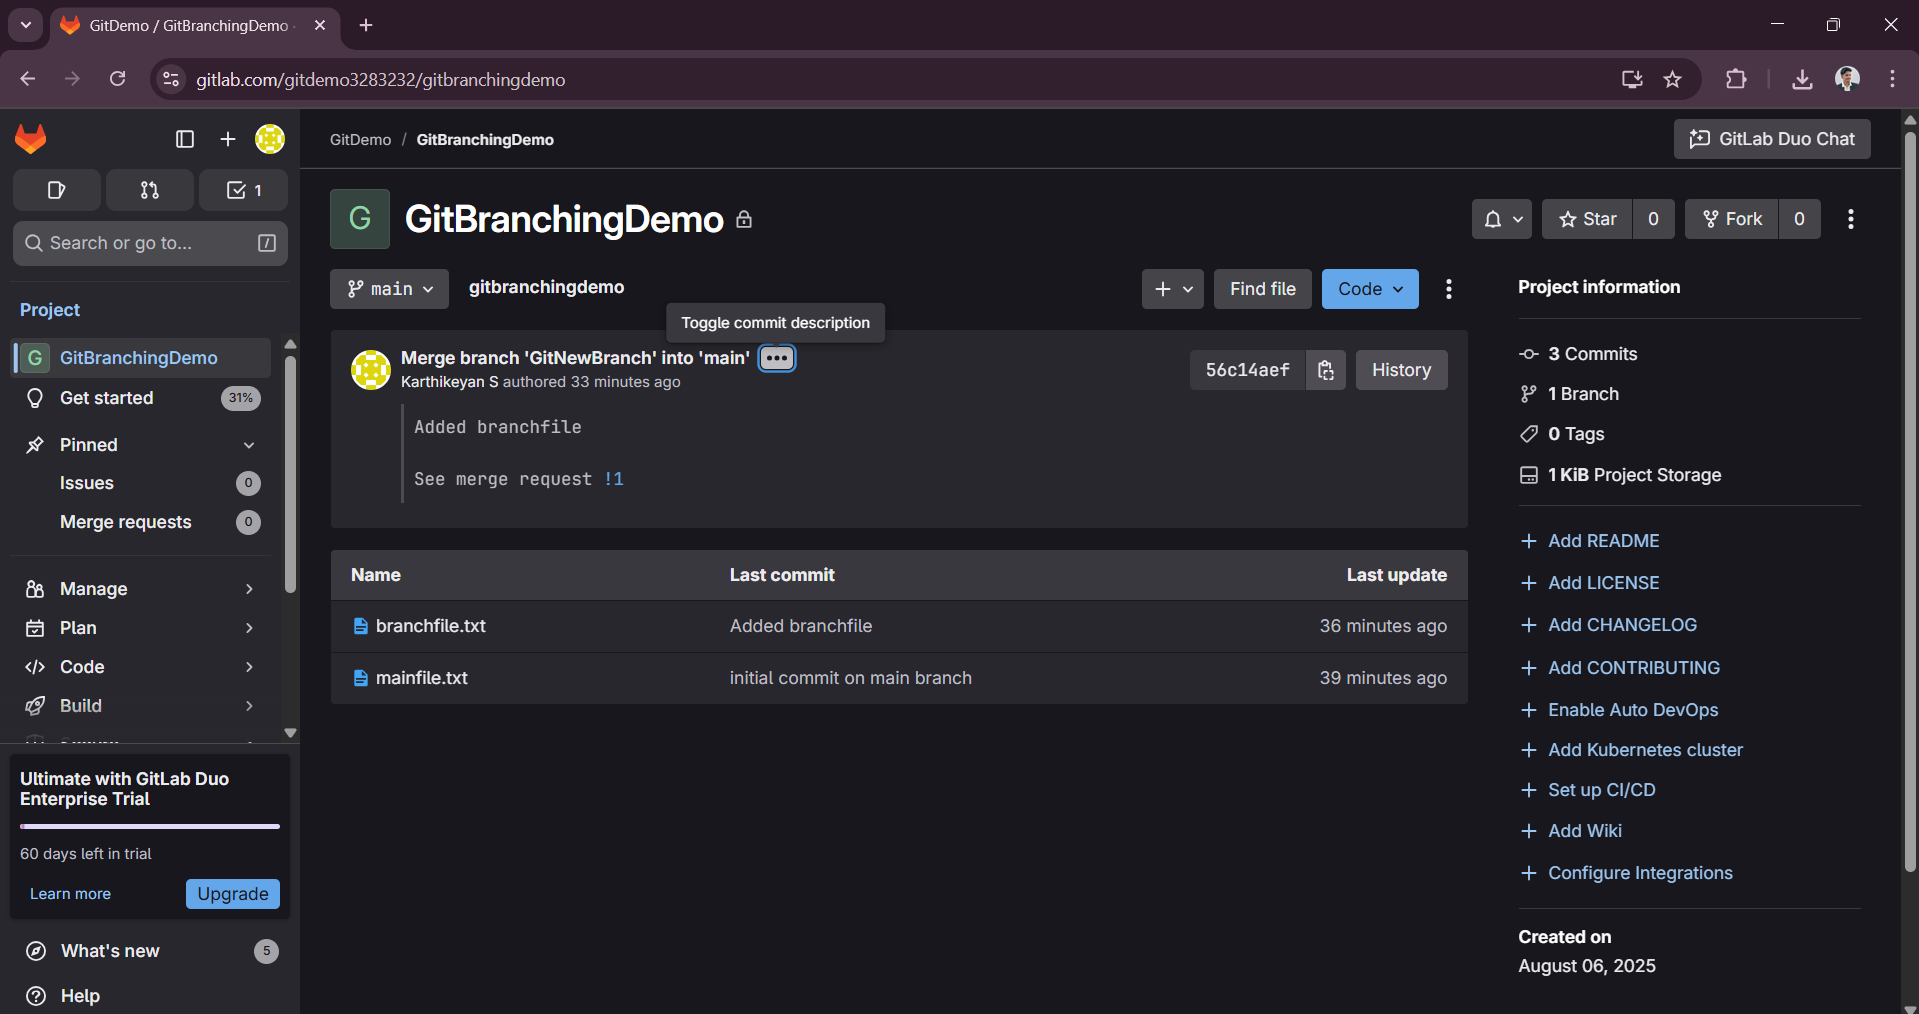 GitDemo / GitBranchingDemo
gitlab.com/gitdemo3283232/gitbranchingdemo
1
Search or go to...
/
Project
G GitBranchingDemo
Get started 31%
Pinned
Issues 0
Merge requests 0
Manage
Plan
Code
Build
Ultimate with GitLab Duo
Enterprise Trial
60 days left in trial
Learn more
Upgrade
What's new 5
Help
GitDemo / GitBranchingDemo
GitLab Duo Chat
G GitBranchingDemo
Star 0
Fork 0
main
gitbranchingdemo
Find file
Code
Toggle commit description
Merge branch 'GitNewBranch' into 'main'
Karthikeyan S authored 33 minutes ago
56c14aef
History
Added branchfile
See merge request !1
Name Last commit Last update
branchfile.txt Added branchfile 36 minutes ago
mainfile.txt initial commit on main branch 39 minutes ago
Project information
3 Commits
1 Branch
0 Tags
1 KiB Project Storage
+ Add README
+ Add LICENSE
+ Add CHANGELOG
+ Add CONTRIBUTING
+ Enable Auto DevOps
+ Add Kubernetes cluster
+ Set up CI/CD
+ Add Wiki
+ Configure Integrations
Created on
August 06, 2025